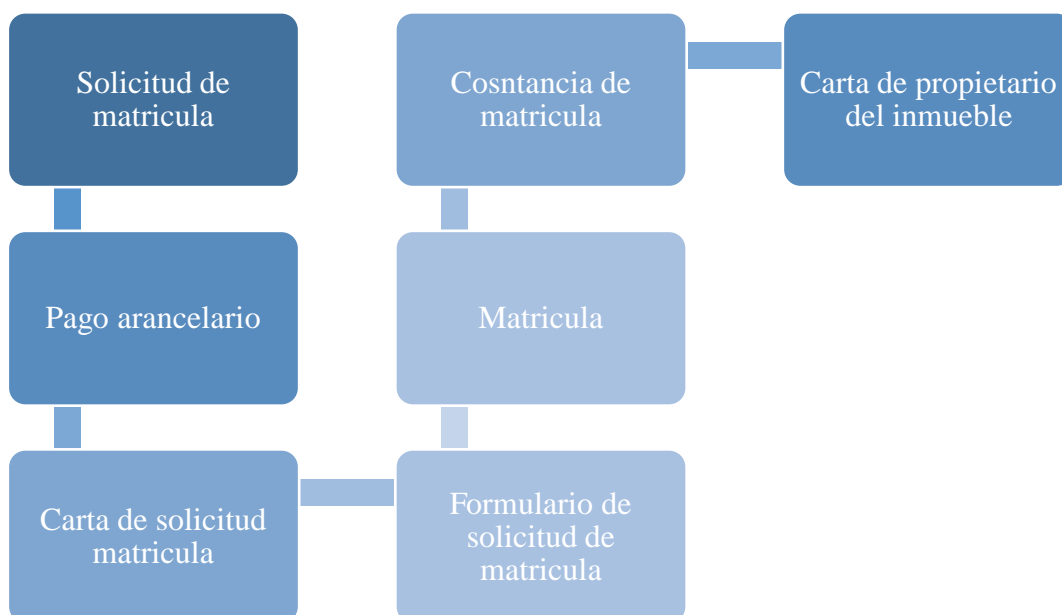 Solicitud de
matricula
Pago arancelario
Carta de solicitud
matricula
Formulario de
solicitud de
matricula
Matricula
Cosntancia de
matricula
Carta de propietario
del inmueble